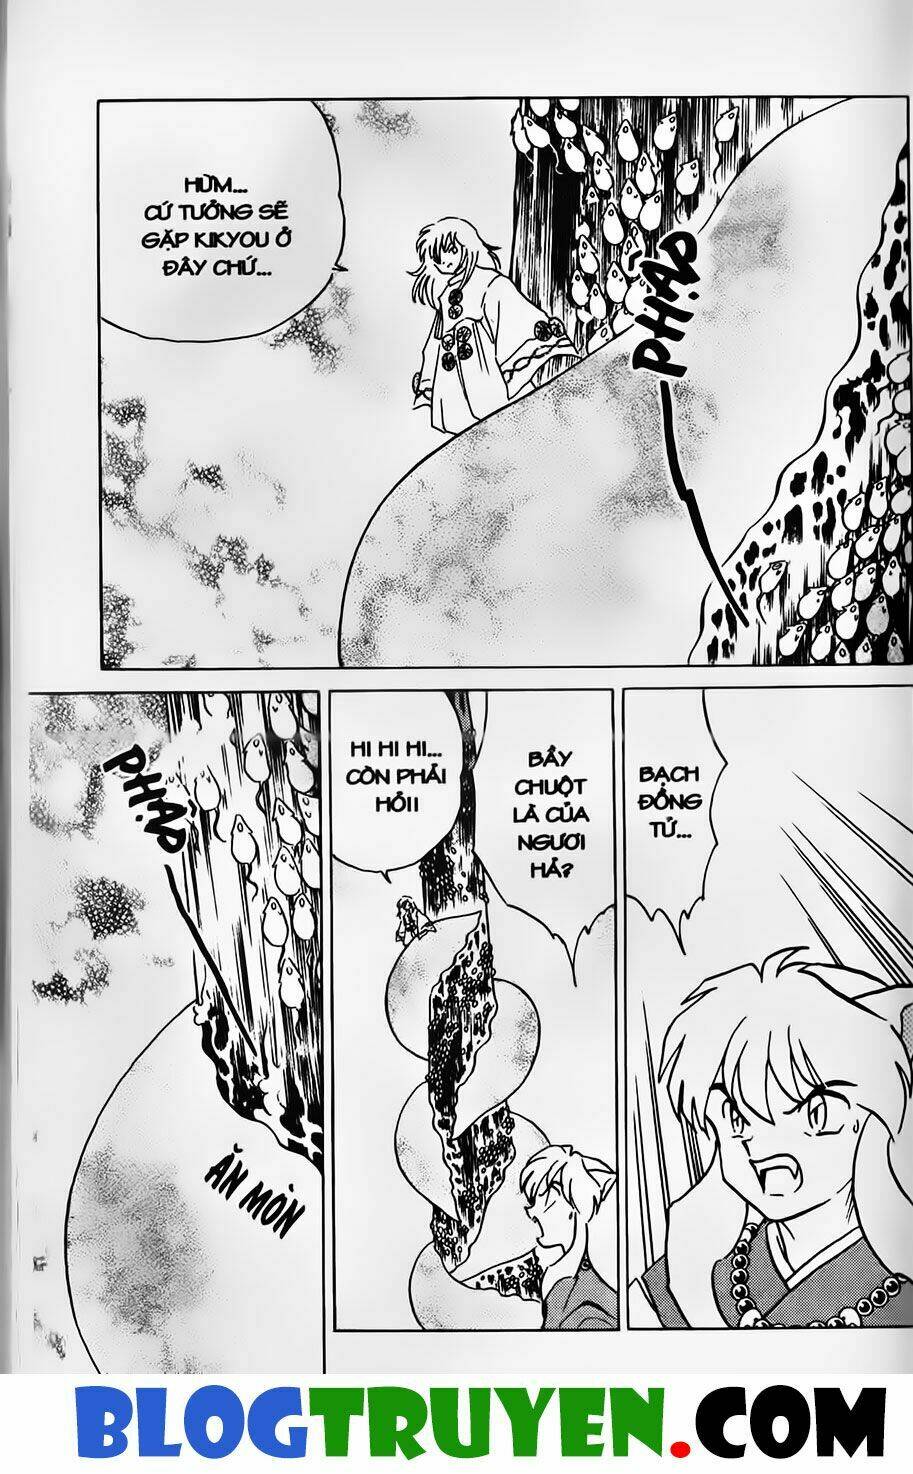 HỪM...
CỨ TƯỞNG SẼ
GẶP KIKYOU Ở
ĐÂY CHỨ...
PHẬP
BẠCH
ĐỒNG
TỬ...
BẦY
CHUỘT
LÀ CỦA
NGƯƠI
HẢ?
HI HI HI...
CÒN PHẢI
HỎI!
PHẬP
ĂN MÒN
BLOGTRUYEN.COM